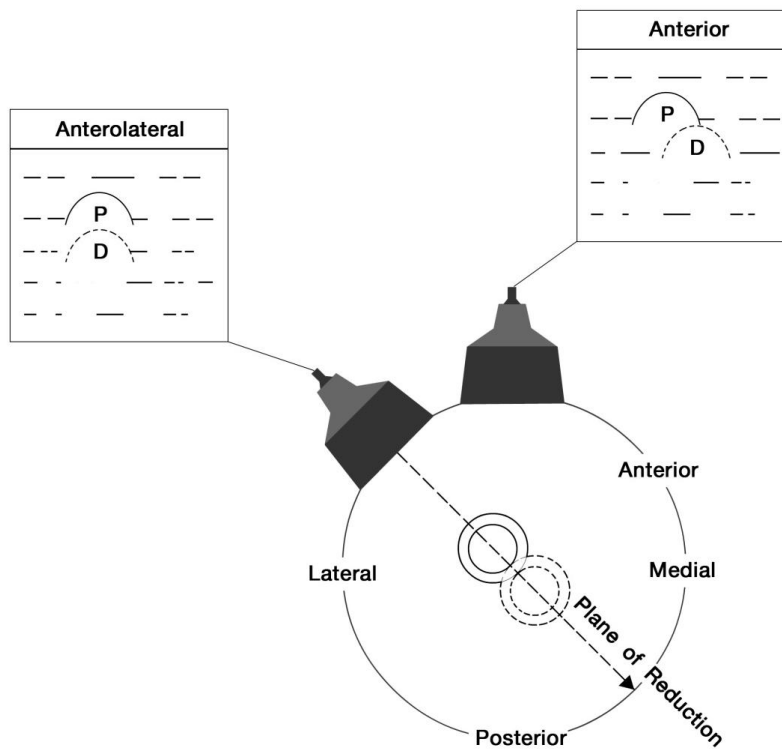 Anterior
P
D
Anterolateral
P
D
Anterior
Lateral
Medial
Plane of Reduction
Posterior